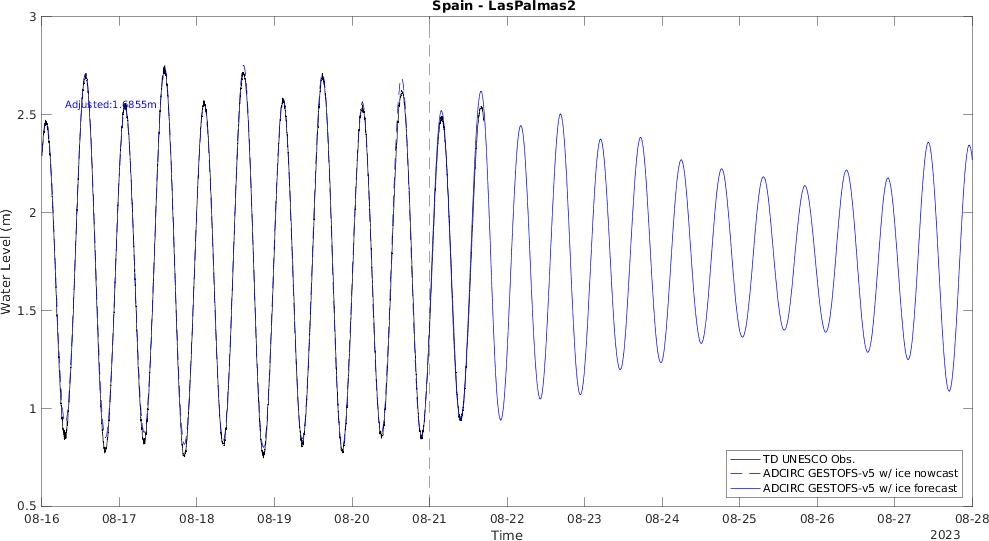 Spain - LasPalmas2
Water Level (m)
3
2.5
2
1.5
1
0.5
Adjusted:1.6855m
TD UNESCO Obs.
ADCIRC GESTOFS-v5 w/ ice nowcast
ADCIRC GESTOFS-v5 w/ ice forecast
08-16 08-17 08-18 08-19 08-20 08-21 08-22 08-23 08-24 08-25 08-26 08-27 08-28
Time
2023